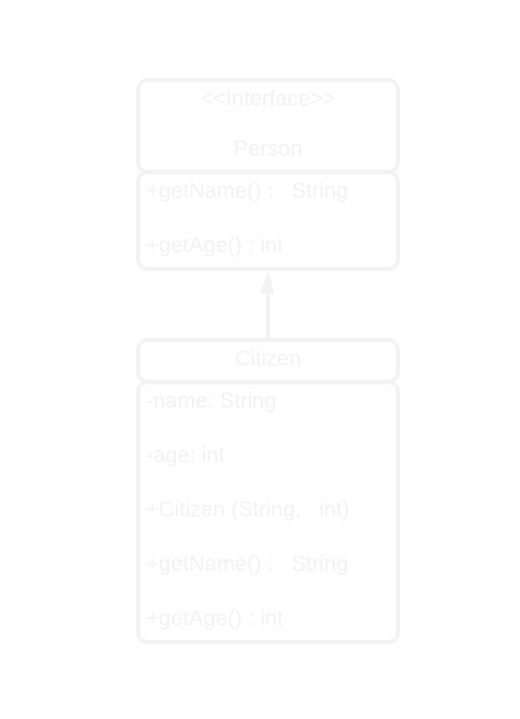 <<Interface>>
Person
+getName() : String
+getAge() : int
Citizen
-name: String
-age: int
+Citizen (String, int)
+getName() : String
+getAge() : int